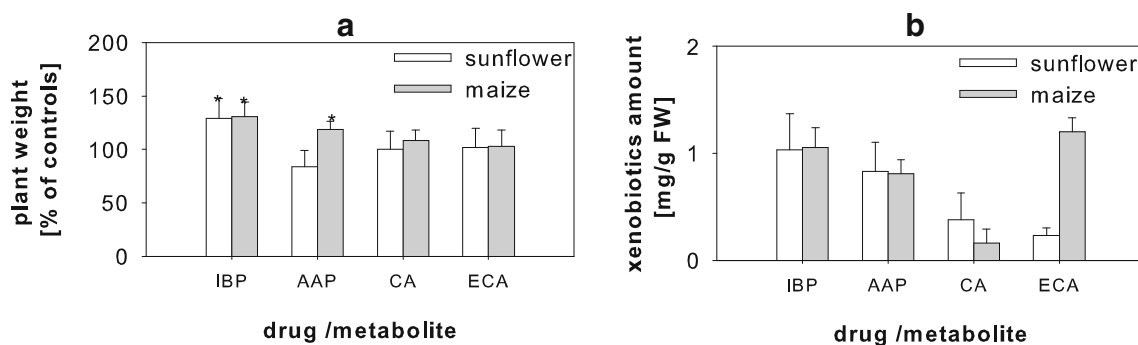 a
plant weight
[% of controls]
200
150
100
50
0
sunflower
maize
* * *
IBP AAP CA ECA
drug /metabolite
b
xenobiotics amount
[mg/g FW]
2
1
0
sunflower
maize
IBP AAP CA ECA
drug /metabolite